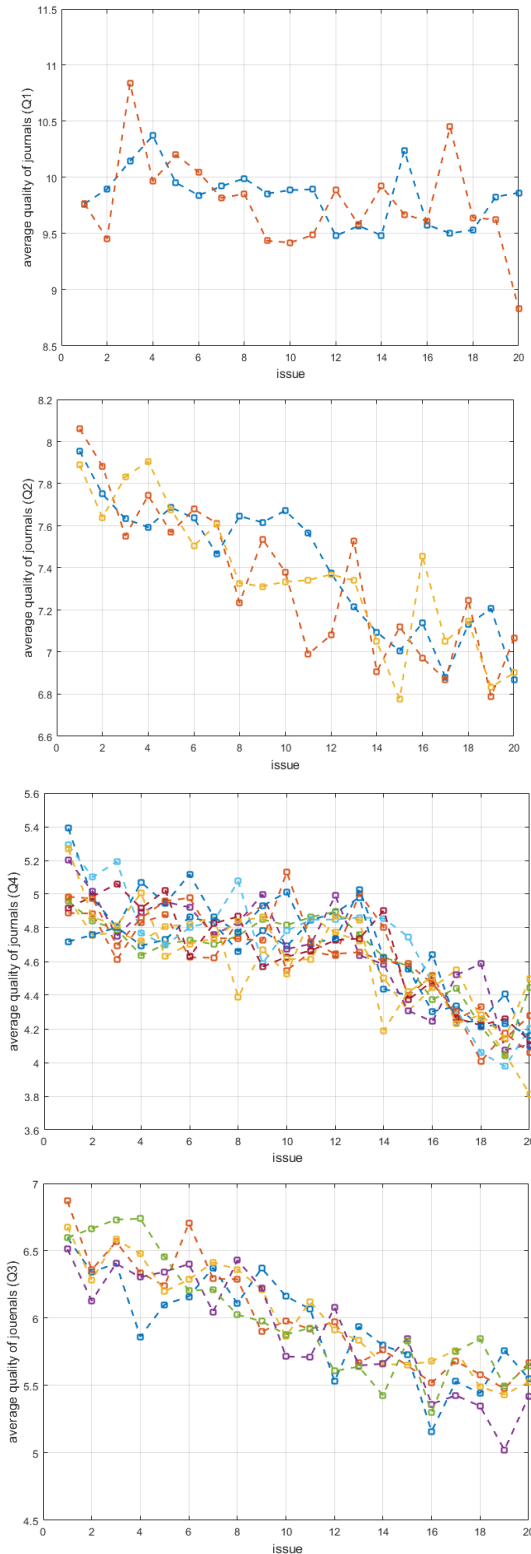 11.5
11
10.5
10
9.5
9
8.5
average quality of journals (Q1)
0 2 4 6 8 10 12 14 16 18 20
issue
8.2
8
7.8
7.6
7.4
7.2
7
6.8
6.6
average quality of journals (Q2)
0 2 4 6 8 10 12 14 16 18 20
issue
5.6
5.4
5.2
5
4.8
4.6
4.4
4.2
4
3.8
3.6
average quality of journals (Q4)
0 2 4 6 8 10 12 14 16 18 20
issue
7
6.5
6
5.5
5
4.5
average quality of jouenals (Q3)
0 2 4 6 8 10 12 14 16 18 20
issue